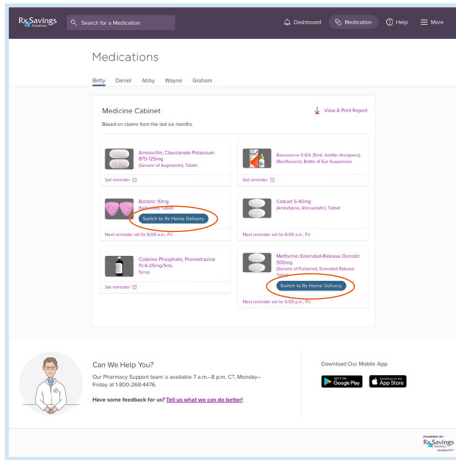 RxSavings
Solutions
Search for a Medication
Dashboard
Medication
Help
More
Medications
Betty Daniel Abby Wayne Graham
Medicine Cabinet
View & Print Report
Based on claims from the last six months.
Amoxicillin, Clavulanate Potassium
875-125mg
(Generic of Augmentin), Tablet
Set reminder
Besivance 0.6% (5ml, bottle droppers)
(Besifloxacin), Bottle of Eye Suspension
Set reminder
Bystolic 10mg
(Nebivolol), Tablet
Switch to Rx Home Delivery
Next reminder set for 6:00 a.m., Fri
Caduet 5-40mg
(Amlodipine, Atorvastatin), Tablet
Next reminder set for 6:00 a.m., Fri
Codeine Phosphate, Promethazine
10-6.25mg/5mL
Syrup
Set reminder
Metformin Extended-Release Osmotic
500mg
(Generic of Fortamet), Extended Release
Tablet
Switch to Rx Home Delivery
Next reminder set for 6:00 p.m., Fri
Can We Help You?
Our Pharmacy Support team is available 7 a.m.–8 p.m. CT, Monday–
Friday at 1-800-268-4476.
Have some feedback for us? Tell us what we can do better!
Download Our Mobile App
GET IT ON
Google Play
Download on the
App Store
POWERED BY
RxSavings
Solutions